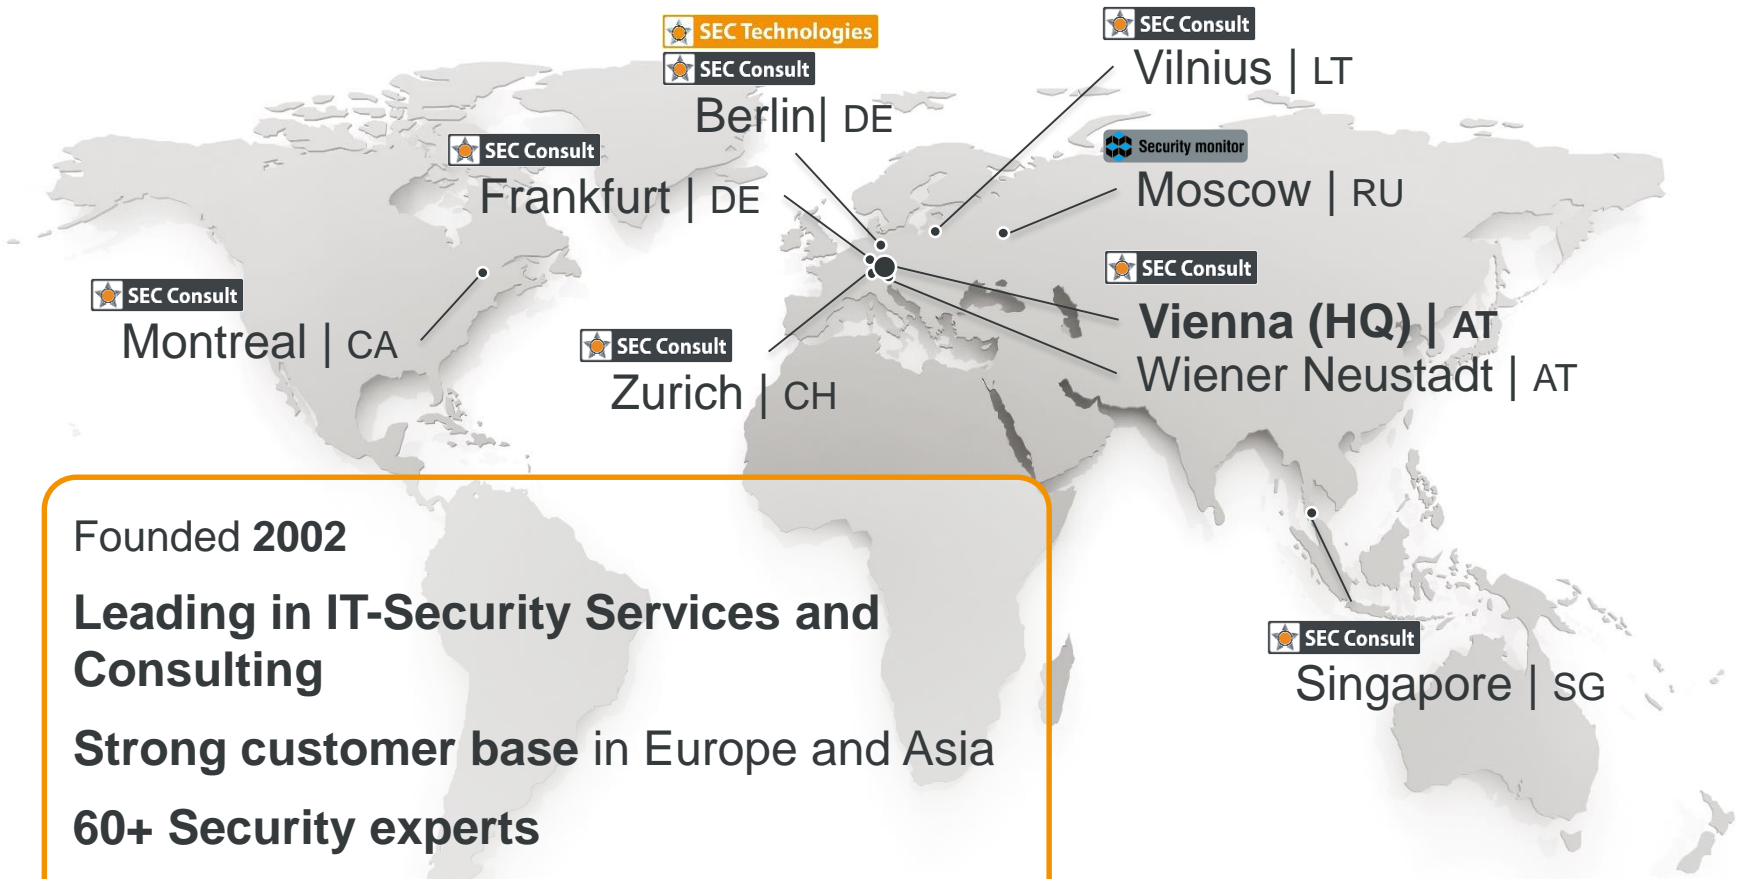 SEC Technologies
SEC Consult
Berlin| DE
SEC Consult
Vilnius | LT
SEC Consult
Frankfurt | DE
Security monitor
Moscow | RU
SEC Consult
Montreal | CA
SEC Consult
Zurich | CH
SEC Consult
Vienna (HQ) | AT
Wiener Neustadt | AT
SEC Consult
Singapore | SG
Founded 2002
Leading in IT-Security Services and
Consulting
Strong customer base in Europe and Asia
60+ Security experts